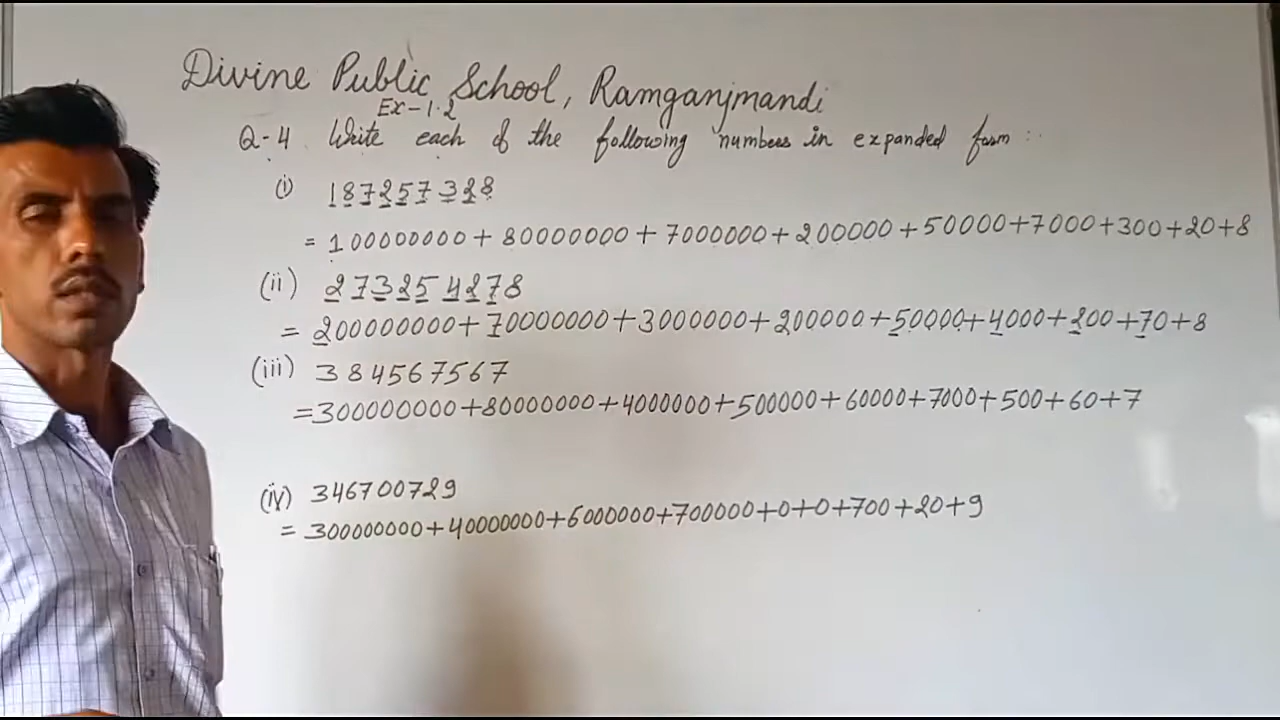 Divine Public School, Ramganjmandi
Ex-1.2
Q-4 Write each of the following numbers in expanded form :
(i) 187257328
= 100000000+80000000+7000000+200000+50000+7000+300+20+8
(ii) 273254278
= 200000000+70000000+3000000+200000+50000+4000+200+70+8
(iii) 384567567
=300000000+80000000+4000000+500000+60000+7000+500+60+7
(iv) 346700729
= 300000000+40000000+6000000+700000+0+0+700+20+9